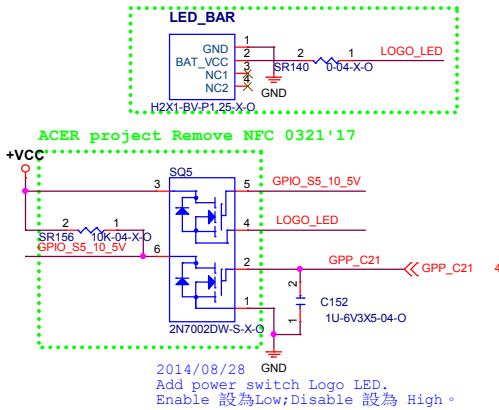 LED_BAR
GND 1
BAT_VCC 2
NC1 3
NC2 4
2 1
SR140 0-04-X-O
LOGO_LED
GND
H2X1-BV-P1.25-X-O
ACER project Remove NFC 0321'17
+VCC
SQ5
3
5 GPIO_S5_10_5V
4 LOGO_LED
2 1
SR156 10K-04-X-O
GPIO_S5_10_5V
6
2 GPP_C21
GPP_C21 4
1
2
C152
1
1U-6V3X5-04-O
2N7002DW-S-X-O
GND
2014/08/28
Add power switch Logo LED.
Enable 設為Low;Disable 設為 High。